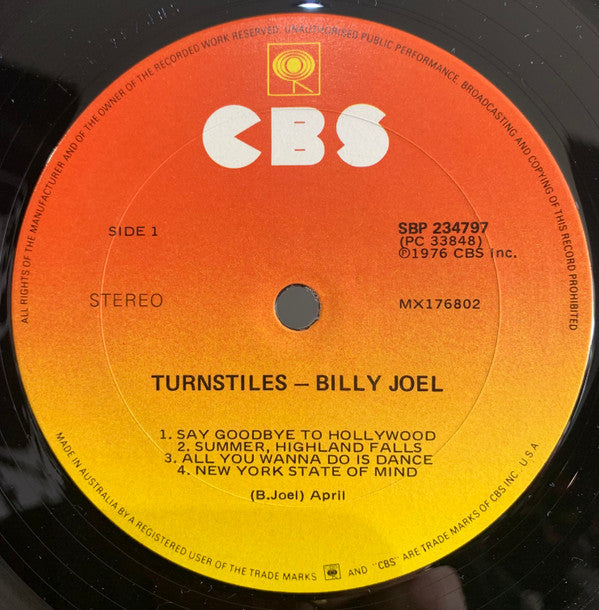 ALL RIGHTS OF THE MANUFACTURER AND OF THE OWNER OF THE RECORDED WORK RESERVED. UNAUTHORISED PUBLIC PERFORMANCE, BROADCASTING AND COPYING OF THIS RECORD PROHIBITED
CBS
SIDE 1
SBP 234797
(PC 33848)
℗1976 CBS Inc.
STEREO
MX176802
TURNSTILES – BILLY JOEL
1. SAY GOODBYE TO HOLLYWOOD
2. SUMMER, HIGHLAND FALLS
3. ALL YOU WANNA DO IS DANCE
4. NEW YORK STATE OF MIND
(B.Joel) April
MADE IN AUSTRALIA BY A REGISTERED USER OF THE TRADE MARKS AND "CBS" ARE TRADE MARKS OF CBS INC. U S A